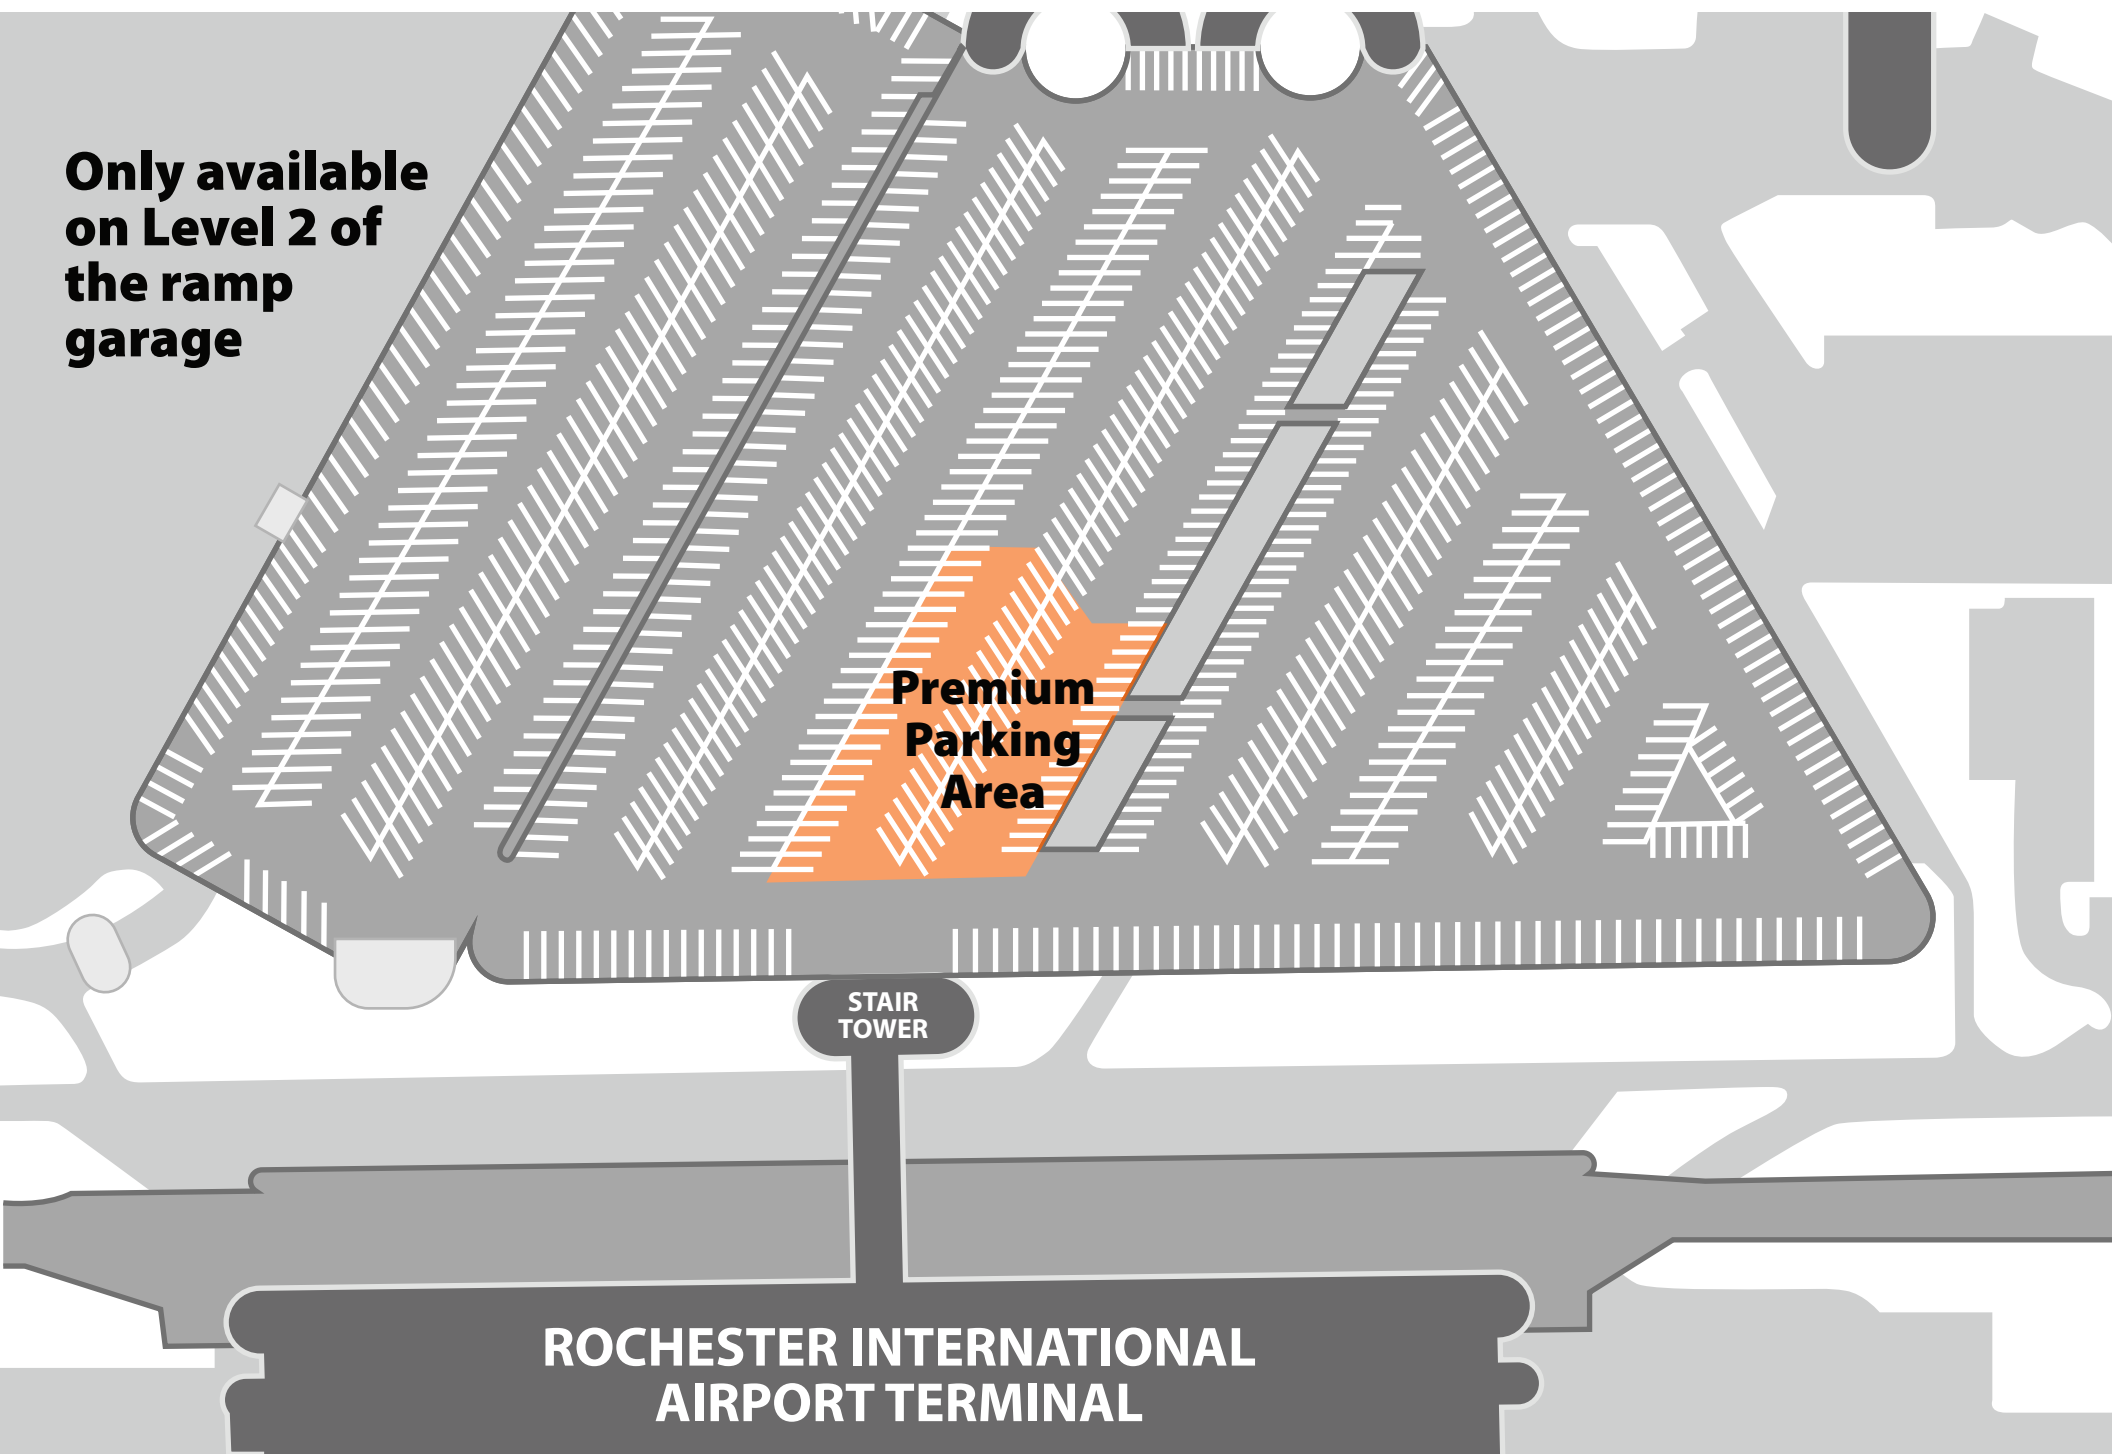 Only available
on Level 2 of
the ramp
garage
Premium
Parking
Area
STAIR
TOWER
ROCHESTER INTERNATIONAL
AIRPORT TERMINAL